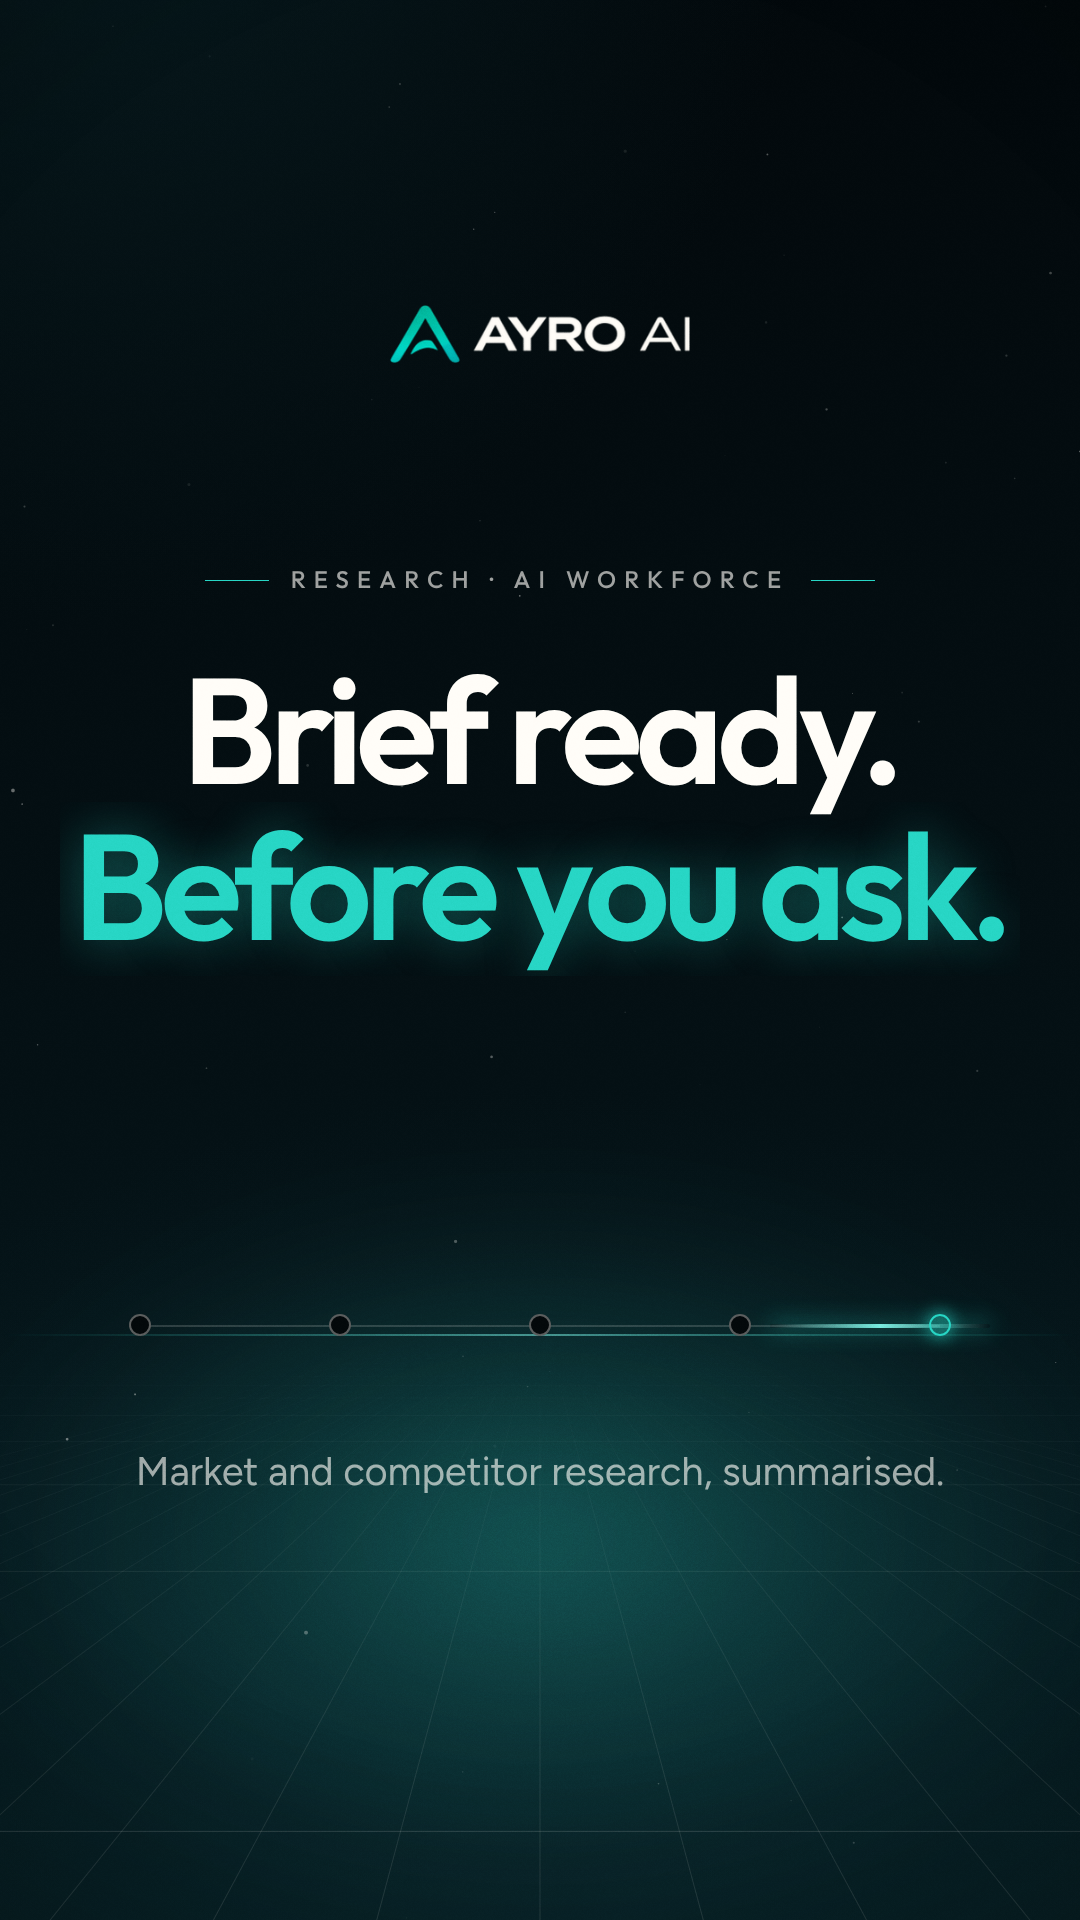 AYRO AI
RESEARCH · AI WORKFORCE
Brief ready.
Before you ask.
Market and competitor research, summarised.